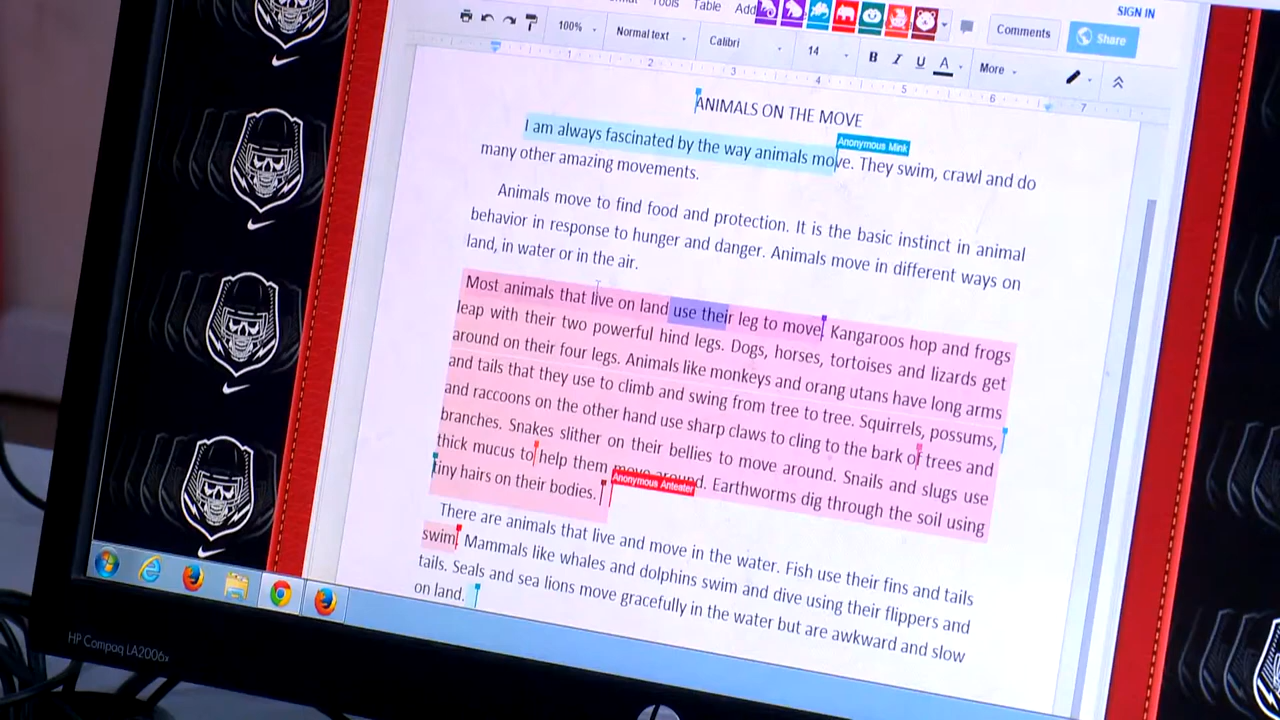 Tools Table Add
SIGN IN
100% Normal text Calibri 14 B I U A More Comments Share
1 2 3 4 5 6 7
ANIMALS ON THE MOVE
I am always fascinated by the way animals move. They swim, crawl and do
Anonymous Mink
many other amazing movements.
Animals move to find food and protection. It is the basic instinct in animal
behavior in response to hunger and danger. Animals move in different ways on
land, in water or in the air.
Most animals that live on land use their leg to move. Kangaroos hop and frogs
leap with their two powerful hind legs. Dogs, horses, tortoises and lizards get
around on their four legs. Animals like monkeys and orang utans have long arms
and tails that they use to climb and swing from tree to tree. Squirrels, possums,
and raccoons on the other hand use sharp claws to cling to the bark of trees and
branches. Snakes slither on their bellies to move around. Snails and slugs use
thick mucus to help them move around. Earthworms dig through the soil using
Anonymous Anteater
tiny hairs on their bodies.
There are animals that live and move in the water. Fish use their fins and tails
swim. Mammals like whales and dolphins swim and dive using their flippers and
tails. Seals and sea lions move gracefully in the water but are awkward and slow
on land.
HP Compaq LA2006x
hp